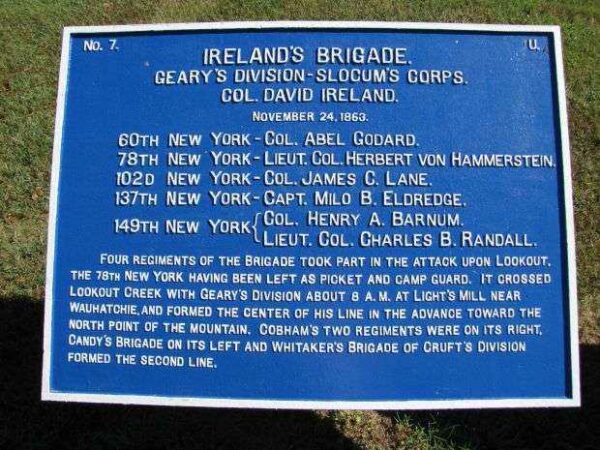 No. 7.
U.
IRELAND'S BRIGADE.
GEARY'S DIVISION - SLOCUM'S CORPS.
COL. DAVID IRELAND.
NOVEMBER 24, 1863.
60TH NEW YORK - COL. ABEL GODARD.
78TH NEW YORK - LIEUT. COL. HERBERT VON HAMMERSTEIN.
102D NEW YORK - COL. JAMES C. LANE.
137TH NEW YORK - CAPT. MILO B. ELDREDGE.
149TH NEW YORK { COL. HENRY A. BARNUM.
LIEUT. COL. CHARLES B. RANDALL.
FOUR REGIMENTS OF THE BRIGADE TOOK PART IN THE ATTACK UPON LOOKOUT,
THE 78TH NEW YORK HAVING BEEN LEFT AS PICKET AND CAMP GUARD. IT CROSSED
LOOKOUT CREEK WITH GEARY'S DIVISION ABOUT 8 A.M. AT LIGHT'S MILL NEAR
WAUHATCHIE, AND FORMED THE CENTER OF HIS LINE IN THE ADVANCE TOWARD THE
NORTH POINT OF THE MOUNTAIN. COBHAM'S TWO REGIMENTS WERE ON ITS RIGHT,
CANDY'S BRIGADE ON ITS LEFT AND WHITAKER'S BRIGADE OF CRUFT'S DIVISION
FORMED THE SECOND LINE.